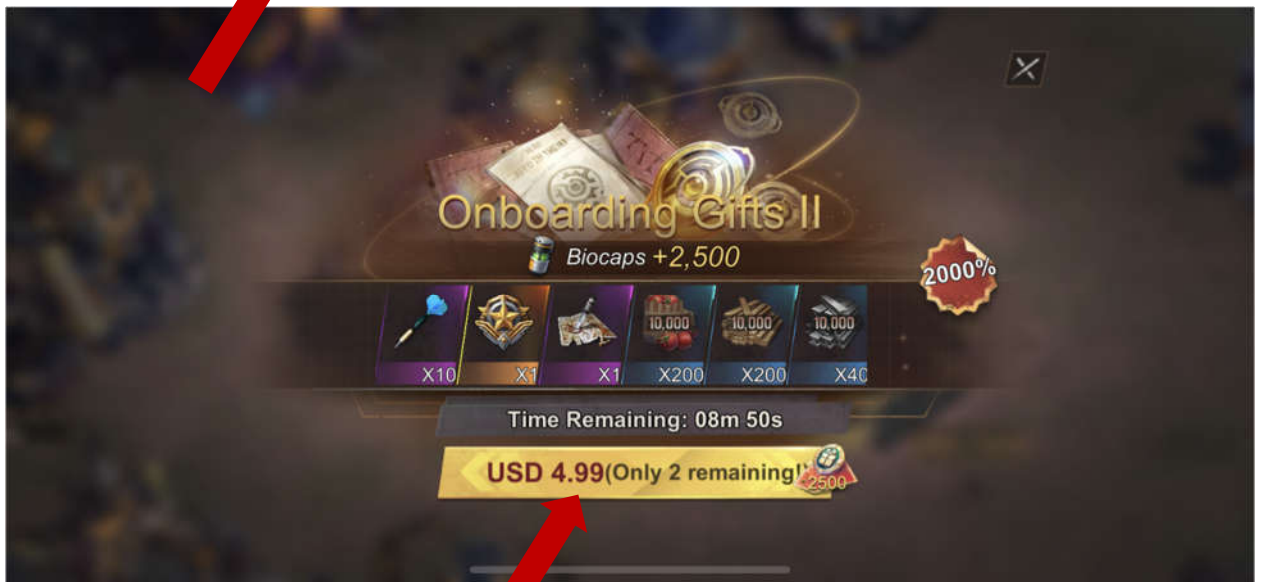 Onboarding Gifts II
Biocaps +2,500
2000%
10,000 10,000 10,000
X10 X1 X1 X200 X200 X40
Time Remaining: 08m 50s
USD 4.99(Only 2 remaining!)
2500